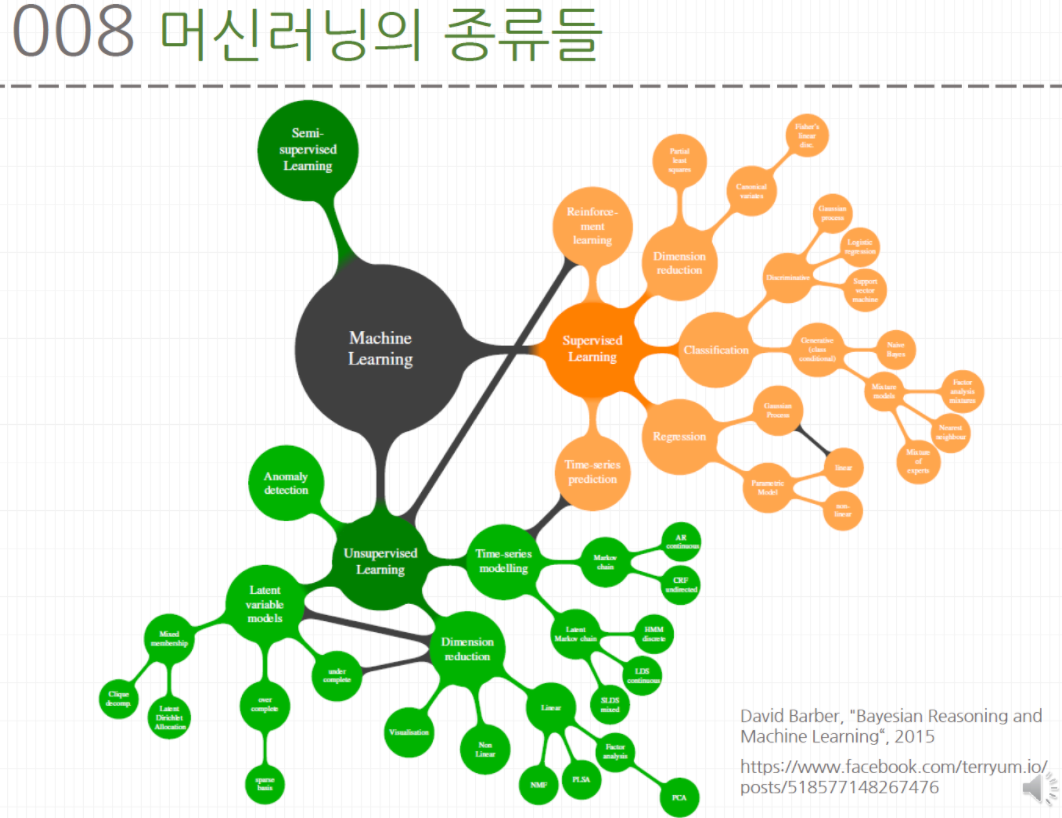 008 머신러닝의 종류들
Semi-
supervised
Learning
Machine
Learning
Reinforce-
ment
learning
Supervised
Learning
Partial
least
squares
Canonical
variates
Fisher's
linear
disc.
Dimension
reduction
Gaussian
process
Logistic
regression
Support
vector
machine
Discriminative
Classification
Generative
(class
conditional)
Naive
Bayes
Mixture
models
Factor
analysis
mixtures
Nearest
neighbour
Mixture
of
experts
Regression
Gaussian
Process
Parametric
Model
linear
non-
linear
Time-series
prediction
Anomaly
detection
Unsupervised
Learning
Time-series
modelling
Markov
chain
AR
continuous
CRF
undirected
Latent
Markov chain
HMM
discrete
LDS
continuous
SLDS
mixed
Latent
variable
models
Mixed
membership
Clique
decomp.
Latent
Dirichlet
Allocation
over
complete
sparse
basis
under
complete
Dimension
reduction
Visualisation
Non
Linear
Linear
NMF
PLSA
Factor
analysis
PCA
David Barber, "Bayesian Reasoning and
Machine Learning“, 2015
https://www.facebook.com/terryum.io/
posts/518577148267476